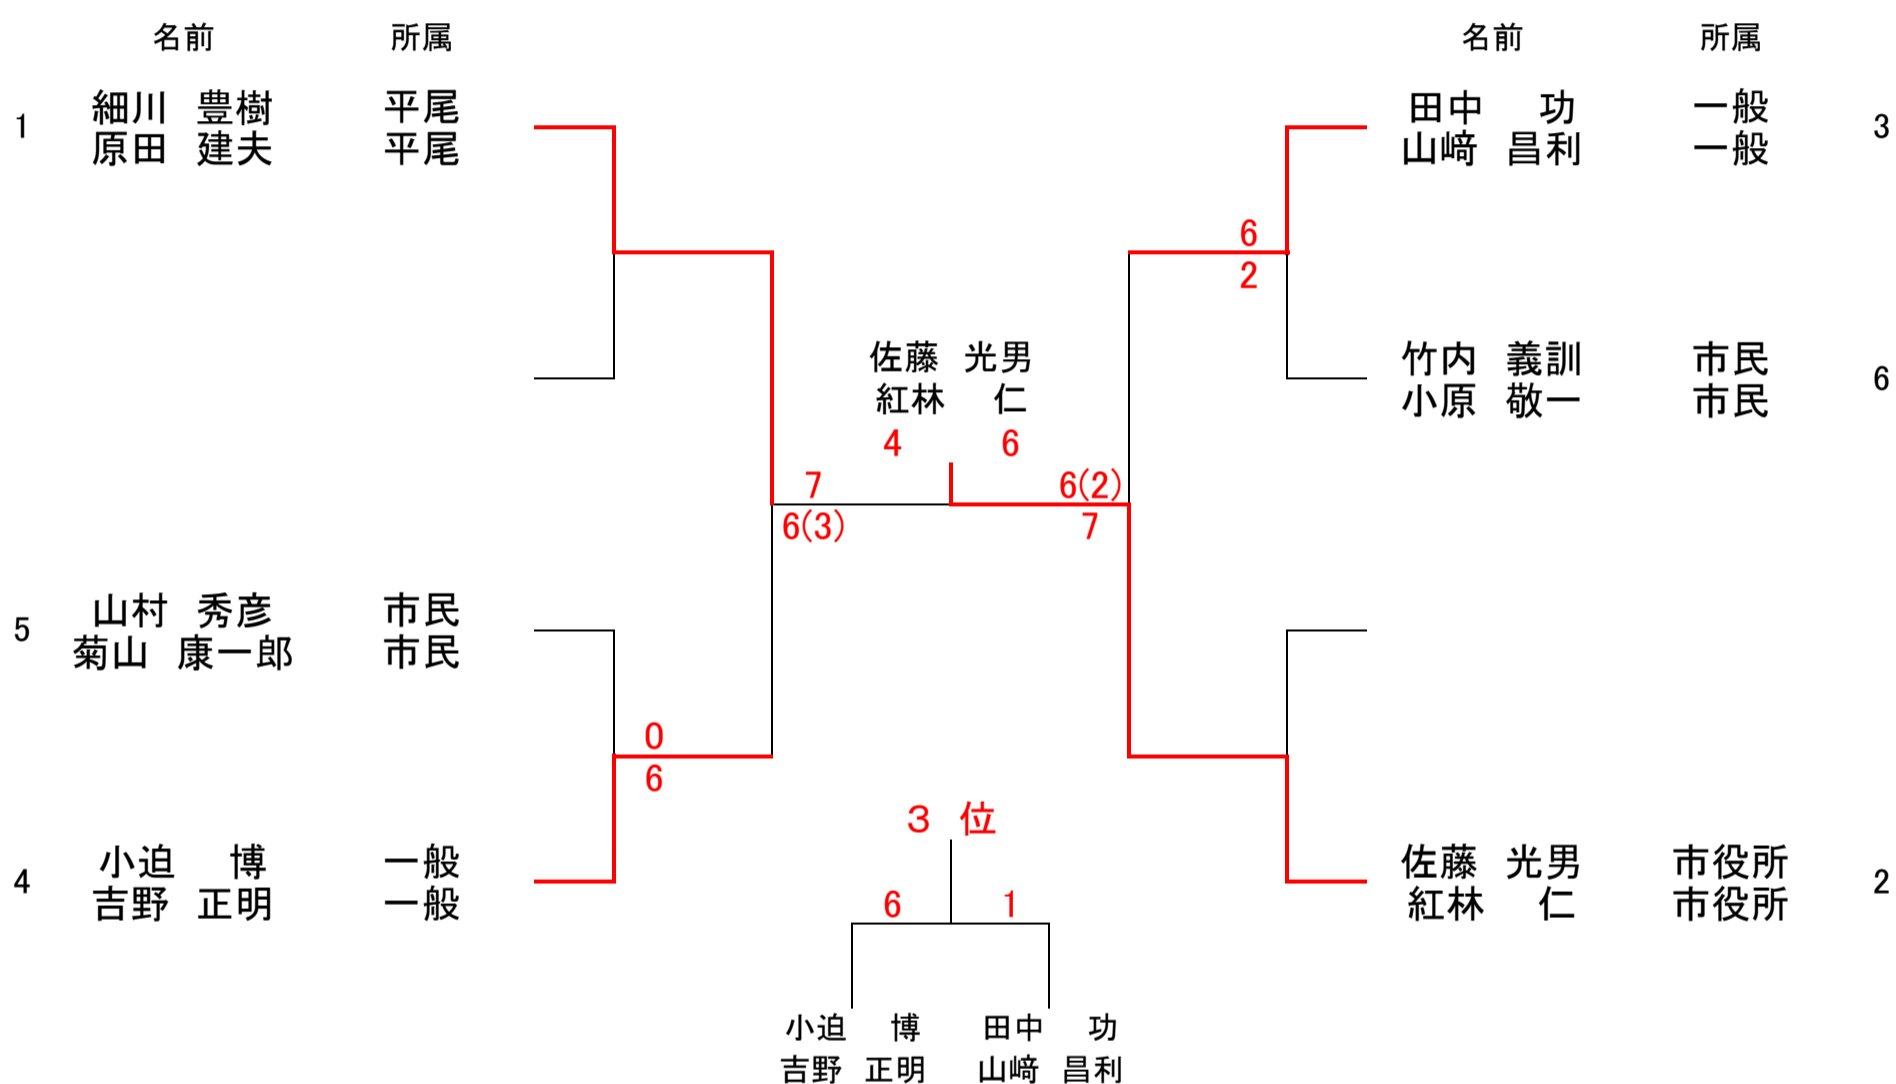 名前 所属 名前 所属
1 細川 豊樹 平尾
原田 建夫 平尾
田中 功 一般 3
山﨑 昌利 一般
6
2
佐藤 光男
紅林 仁
4 6
竹内 義訓 市民 6
小原 敬一 市民
7 6(2)
6(3) 7
5 山村 秀彦 市民
菊山 康一郎 市民
0
6
3 位
4 小迫 博 一般
吉野 正明 一般
佐藤 光男 市役所 2
紅林 仁 市役所
6 1
小迫 博 田中 功
吉野 正明 山﨑 昌利